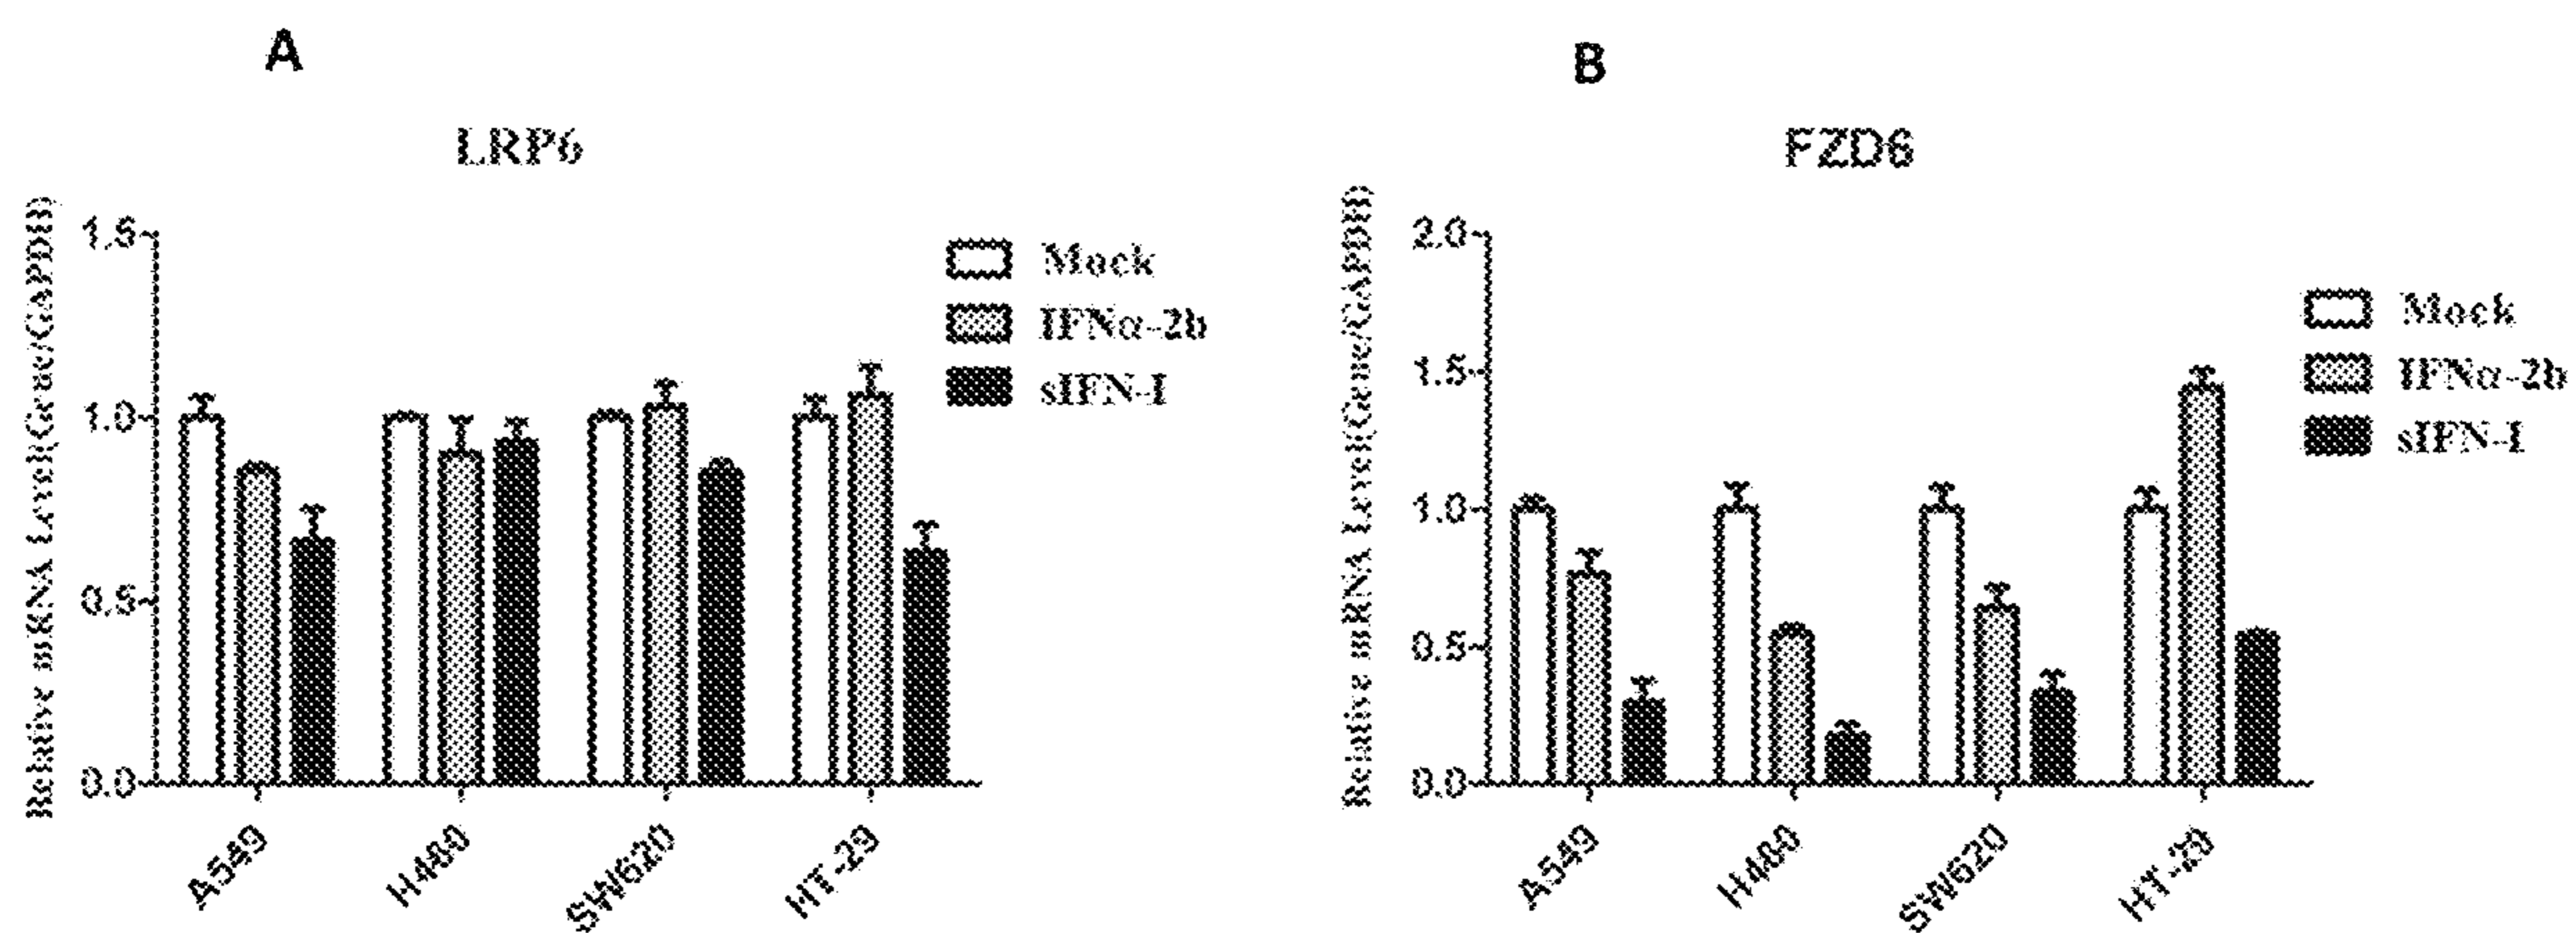 A
LRP6
Relative mRNA Level(Gene/GAPDH)
1.5
1.0
0.5
0.0
Mock
IFNα-2b
sIFN-I
A549
H460
SW620
HT-29
B
FZD6
Relative mRNA Level(Gene/GAPDH)
2.0
1.5
1.0
0.5
0.0
Mock
IFNα-2b
sIFN-I
A549
H460
SW620
HT-29